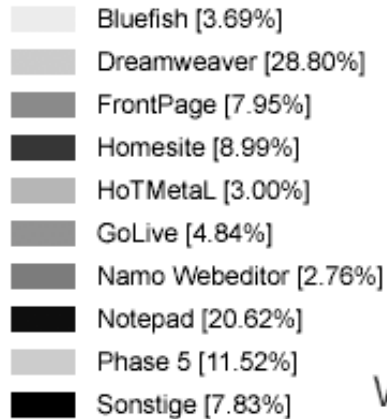 Bluefish [3.69%]
Dreamweaver [28.80%]
FrontPage [7.95%]
Homesite [8.99%]
HoTMetaL [3.00%]
GoLive [4.84%]
Namo Webeditor [2.76%]
Notepad [20.62%]
Phase 5 [11.52%]
Sonstige [7.83%]